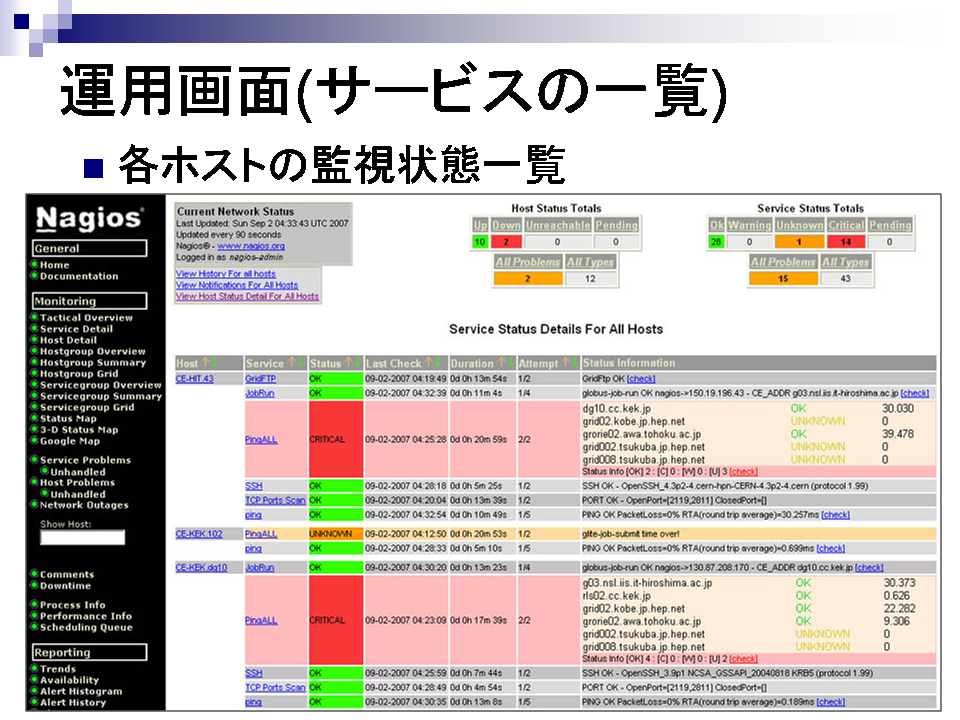 運用画面(サービスの一覧)
■ 各ホストの監視状態一覧
Nagios®
General
Home
Documentation
Monitoring
Tactical Overview
Service Detail
Host Detail
Hostgroup Overview
Hostgroup Summary
Hostgroup Grid
Servicegroup Overview
Servicegroup Summary
Servicegroup Grid
Status Map
3-D Status Map
Google Map
Service Problems
Unhandled
Host Problems
Unhandled
Network Outages
Show Host:
Comments
Downtime
Process Info
Performance Info
Scheduling Queue
Reporting
Trends
Availability
Alert Histogram
Alert History
Current Network Status
Last Updated: Sun Sep 2 04:33:43 UTC 2007
Updated every 90 seconds
Nagios® - www.nagios.org
Logged in as nagios-admin
View History For all hosts
View Notifications For All Hosts
View Host Status Detail For All Hosts
Host Status Totals
Up Down Unreachable Pending
10 2 0 0
All Problems All Types
2 12
Service Status Totals
Ok Warning Unknown Critical Pending
28 0 1 14 0
All Problems All Types
15 43
Service Status Details For All Hosts
Host Service Status Last Check Duration Attempt Status Information
CE-HIT.43 GridFTP OK 09-02-2007 04:19:49 0d 0h 13m 54s 1/2 GridFtp OK [check]
JobRun OK 09-02-2007 04:32:39 0d 0h 11m 4s 1/4 globus-job-run OK nagios->150.19.196.43 - CE_ADDR g03.nsl.iis.it-hiroshima.ac.jp [check]
PingALL CRITICAL 09-02-2007 04:25:28 0d 0h 20m 59s 2/2
dg10.cc.kek.jp OK 30.030
grid02.kobe.jp.hep.net UNKNOWN 0
grorie02.awa.tohoku.ac.jp OK 39.478
grid002.tsukuba.jp.hep.net UNKNOWN 0
grid008.tsukuba.jp.hep.net UNKNOWN 0
Status Info [OK] 2 : [C] 0 : [W] 0 : [U] 3 [check]
SSH OK 09-02-2007 04:28:18 0d 0h 5m 25s 1/2 SSH OK - OpenSSH_4.3p2-4.cern-hpn-CERN-4.3p2-4.cern (protocol 1.99)
TCP Ports Scan OK 09-02-2007 04:20:04 0d 0h 13m 39s 1/2 PORT OK - OpenPort=[2119,2811] ClosedPort=[]
ping OK 09-02-2007 04:32:54 0d 0h 10m 49s 1/5 PING OK PacketLoss=0% RTA(round trip average)=30.257ms [check]
CE-KEK.102 PingALL UNKNOWN 09-02-2007 04:12:50 0d 0h 20m 53s 1/2 glite-job-submit time over!
ping OK 09-02-2007 04:28:33 0d 0h 5m 10s 1/5 PING OK PacketLoss=0% RTA(round trip average)=0.699ms [check]
CE-KEK.dg10 JobRun OK 09-02-2007 04:30:20 0d 0h 13m 23s 1/4 globus-job-run OK nagios->130.87.208.170 - CE_ADDR dg10.cc.kek.jp [check]
PingALL CRITICAL 09-02-2007 04:23:09 0d 0h 17m 39s 2/2
g03.nsl.iis.it-hiroshima.ac.jp OK 30.373
rls02.cc.kek.jp OK 0.626
grid02.kobe.jp.hep.net OK 22.282
grorie02.awa.tohoku.ac.jp OK 9.306
grid002.tsukuba.jp.hep.net UNKNOWN 0
grid008.tsukuba.jp.hep.net UNKNOWN 0
Status Info [OK] 4 : [C] 0 : [W] 0 : [U] 2 [check]
SSH OK 09-02-2007 04:25:59 0d 0h 7m 44s 1/2 SSH OK - OpenSSH_3.9p1 NCSA_GSSAPI_20040818 KRB5 (protocol 1.99)
TCP Ports Scan OK 09-02-2007 04:28:49 0d 0h 4m 54s 1/2 PORT OK - OpenPort=[2119,2811] ClosedPort=[]
ping OK 09-02-2007 04:30:35 0d 0h 13m 8s 1/5 PING OK PacketLoss=0% RTA(round trip average)=0.189ms [check]